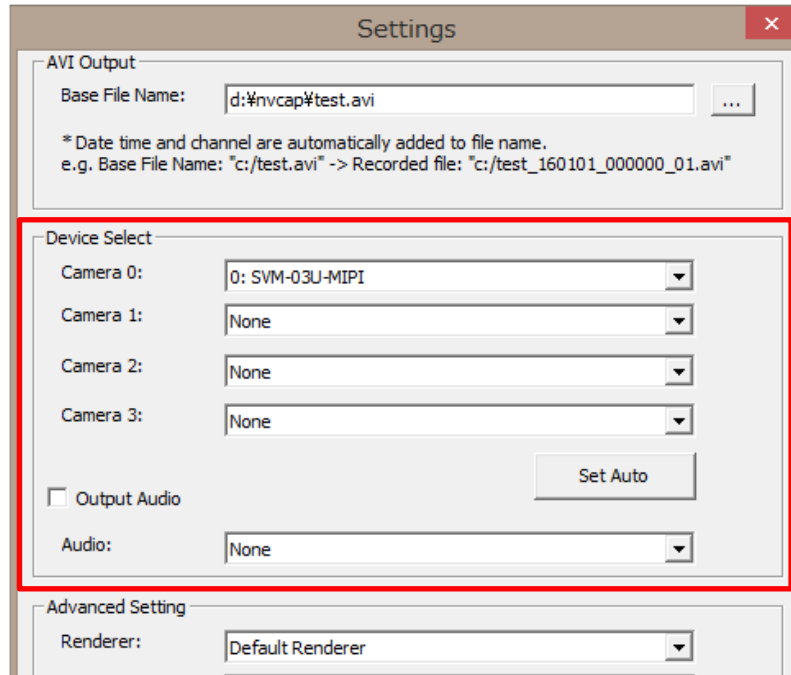 Settings
AVI Output
Base File Name: d:¥nvcap¥test.avi ...
* Date time and channel are automatically added to file name.
e.g. Base File Name: "c:/test.avi" -> Recorded file: "c:/test_160101_000000_01.avi"
Device Select
Camera 0: 0: SVM-03U-MIPI
Camera 1: None
Camera 2: None
Camera 3: None
Set Auto
Output Audio
Audio: None
Advanced Setting
Renderer: Default Renderer